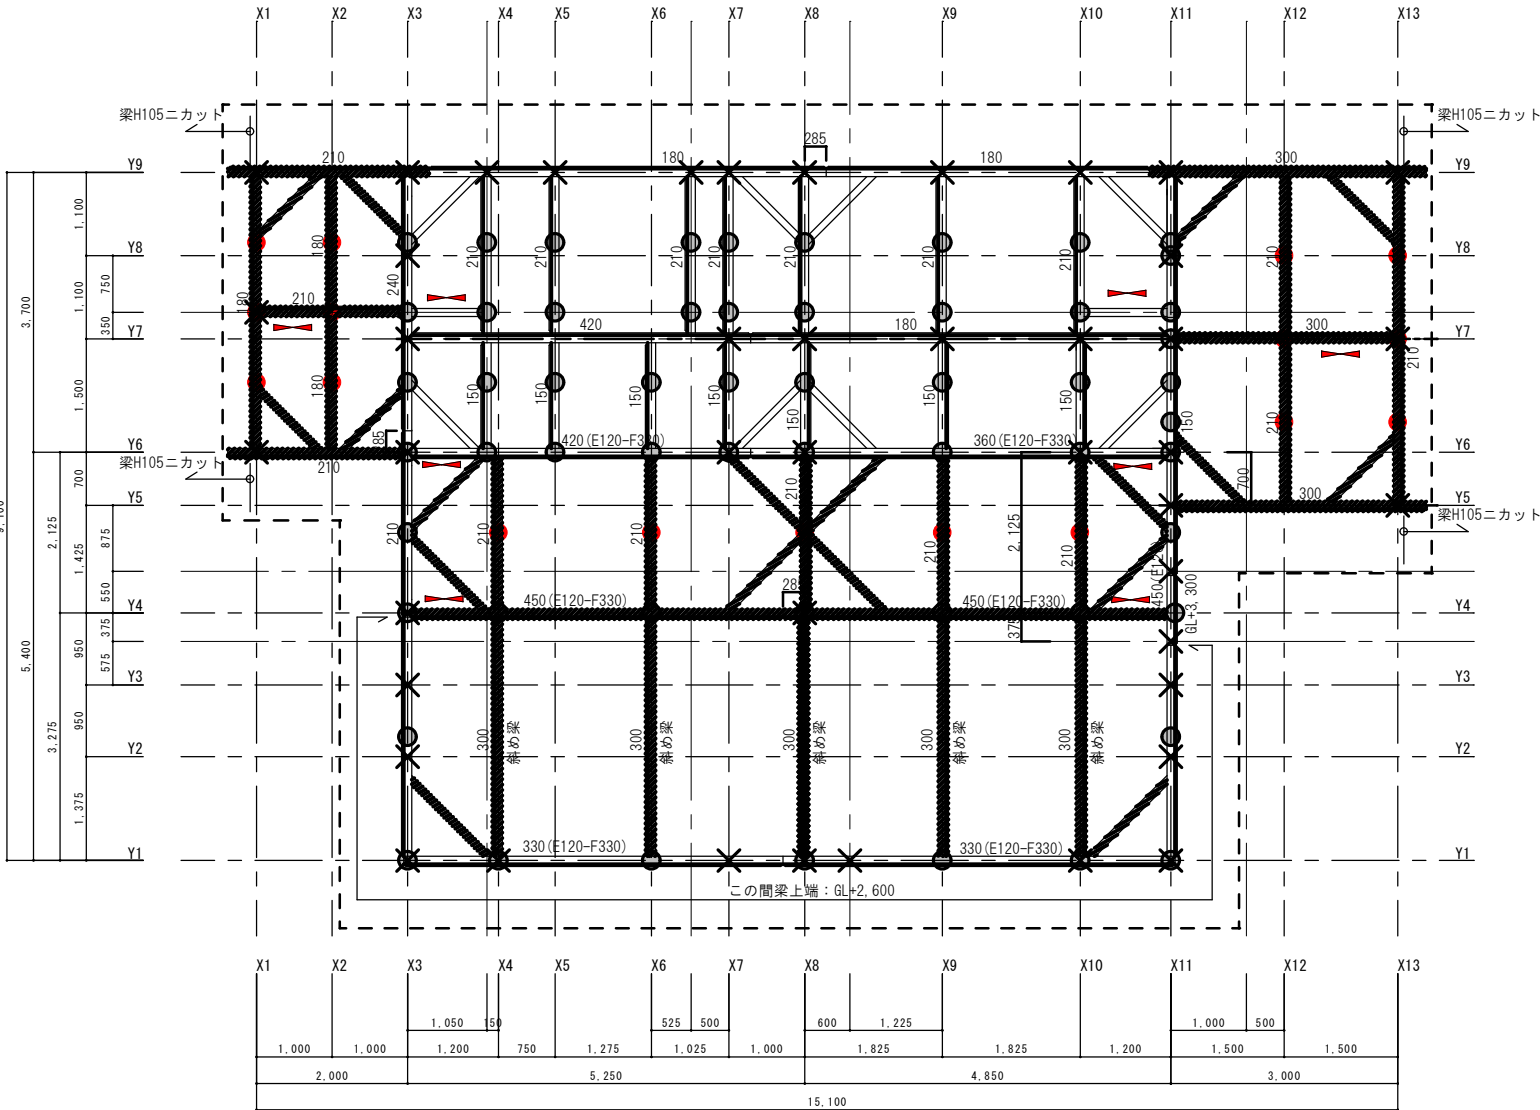 X1 X2 X3 X4 X5 X6 X7 X8 X9 X10 X11 X12 X13
梁H105ニカット 梁H105ニカット
285
210 180 180 300
Y9 Y9
1,100
180 210 210 210 210 210 210 210 210
Y8 Y8
240
3,700 1,100 750
180 210
350
420 180 300
Y7 Y7
210
1,500
180 150 150 150 150 150 150 150 150
420(E120-F330) 360(E120-F330)
210
Y6 Y6
梁H105ニカット
210
700 700
300
Y5 Y5
梁H105ニカット
2,125 875 1,425
210 210 210 210 210 210 2,125
550
450(E120-F330) 450(E120-F330)
Y4 Y4
375 375
GL+3,300
5,400 950 575
Y3 Y3
3,275 950
300 斜め梁 300 斜め梁 300 斜め梁 300 斜め梁 300 斜め梁
Y2 Y2
1,375
330(E120-F330) 330(E120-F330)
Y1 Y1
この間梁上端：GL+2,600
X1 X2 X3 X4 X5 X6 X7 X8 X9 X10 X11 X12 X13
1,050 150 525 500 600 1,225 1,000 500
1,000 1,000 1,200 750 1,275 1,025 1,000 1,825 1,825 1,200 1,500 1,500
2,000 5,250 4,850 3,000
15,100